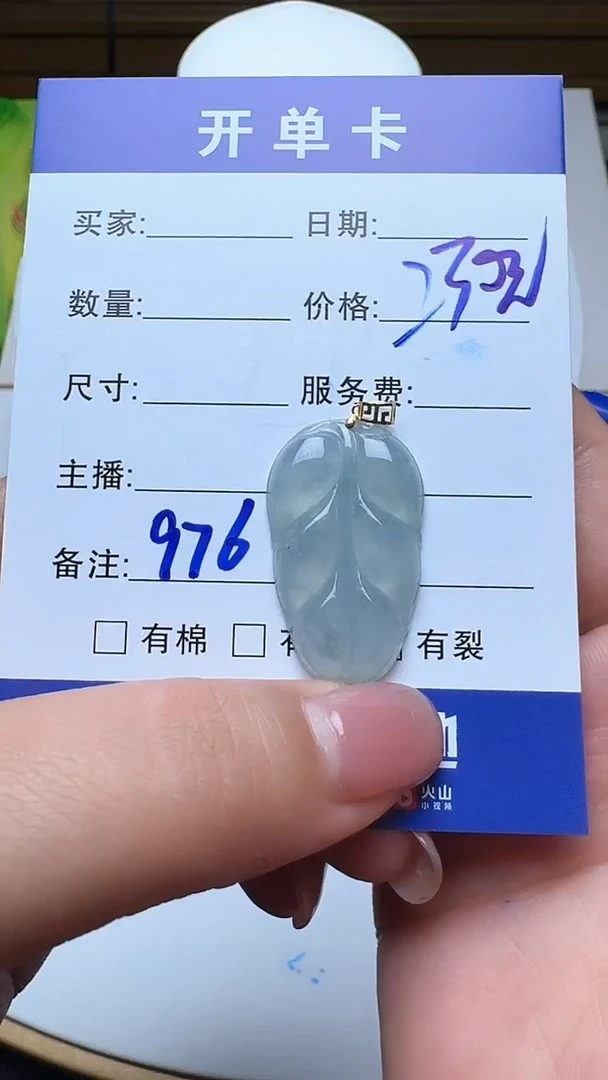 开单卡
买家: 日期:
数量: 价格:
尺寸: 服务费:
主播:
备注: 976
有棉 有裂
火山
小视频